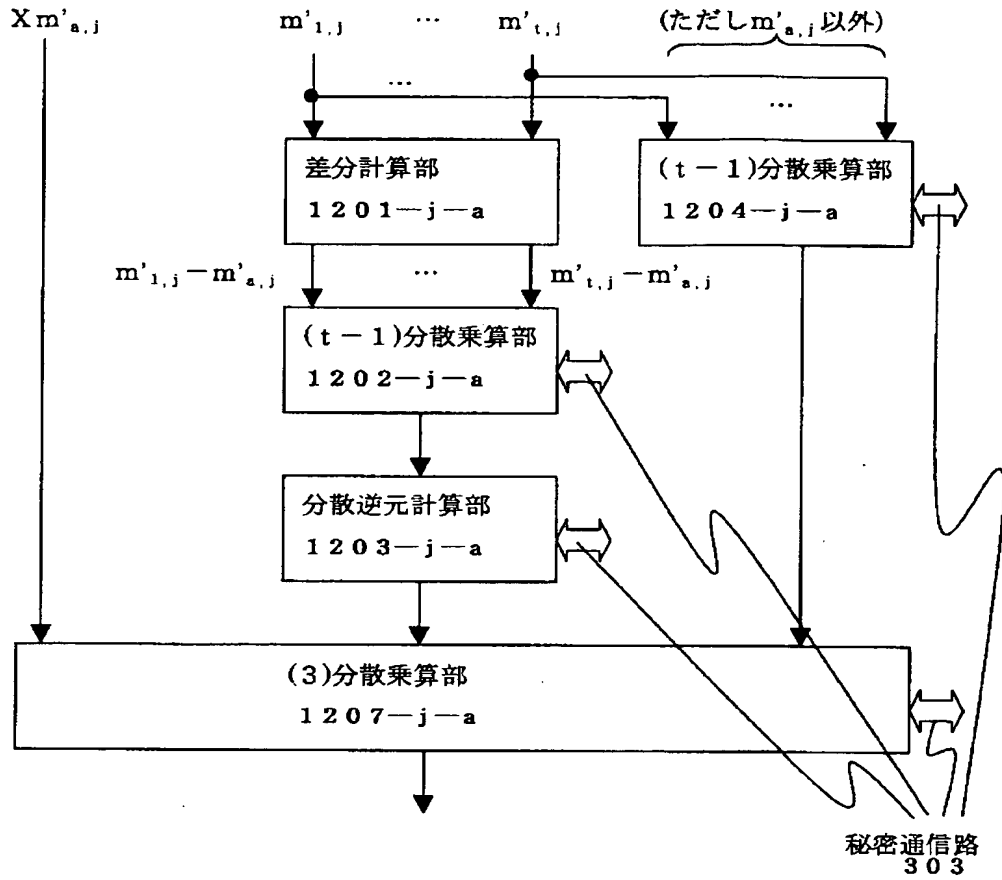 Xm'a,j m'1,j … m't,j (ただしm'a,j以外)
… …
差分計算部 (t－1)分散乗算部
1201－j－a 1204－j－a
m'1,j－m'a,j … m't,j－m'a,j
(t－1)分散乗算部
1202－j－a
分散逆元計算部
1203－j－a
(3)分散乗算部
1207－j－a
秘密通信路
303